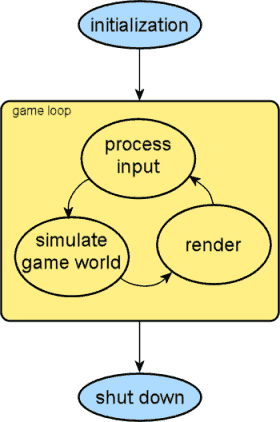 initialization
game loop
process
input
simulate
game world
render
shut down